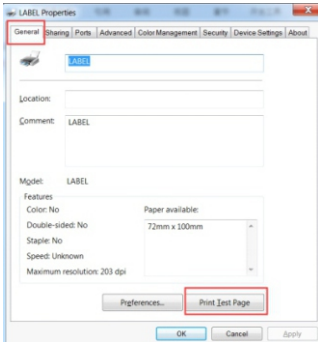 LABEL Properties
General Sharing Ports Advanced Color Management Security Device Settings About
LABEL
Location:
Comment: LABEL
Model: LABEL
Features
Color: No
Double-sided: No
Staple: No
Speed: Unknown
Maximum resolution: 203 dpi
Paper available:
72mm x 100mm
Preferences...
Print Test Page
OK Cancel Apply